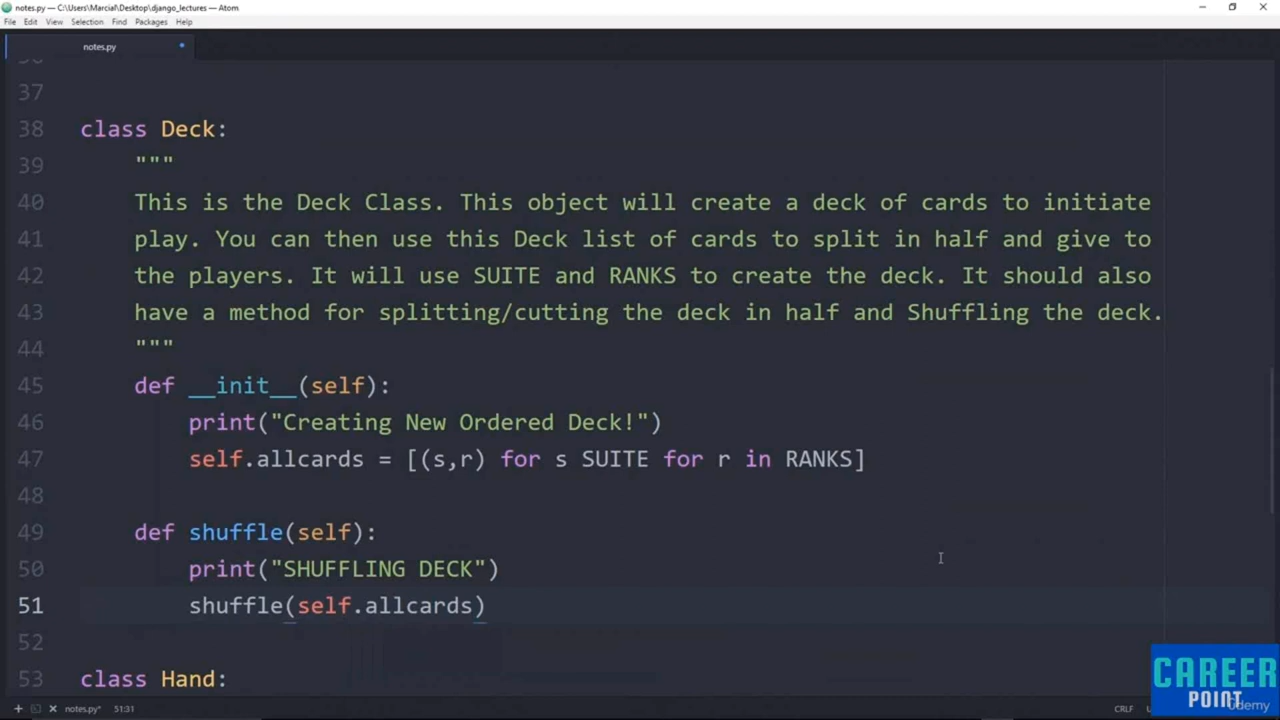 notes.py — C:\Users\Marcial\Desktop\django_lectures — Atom
File Edit View Selection Find Packages Help
notes.py
36
37
38 class Deck:
39 """
40 This is the Deck Class. This object will create a deck of cards to initiate
41 play. You can then use this Deck list of cards to split in half and give to
42 the players. It will use SUITE and RANKS to create the deck. It should also
43 have a method for splitting/cutting the deck in half and Shuffling the deck.
44 """
45 def __init__(self):
46 print("Creating New Ordered Deck!")
47 self.allcards = [(s,r) for s SUITE for r in RANKS]
48
49 def shuffle(self):
50 print("SHUFFLING DECK")
51 shuffle(self.allcards)
52
53 class Hand:
CAREER
POINT
Udemy
notes.py* 51:31 CRLF